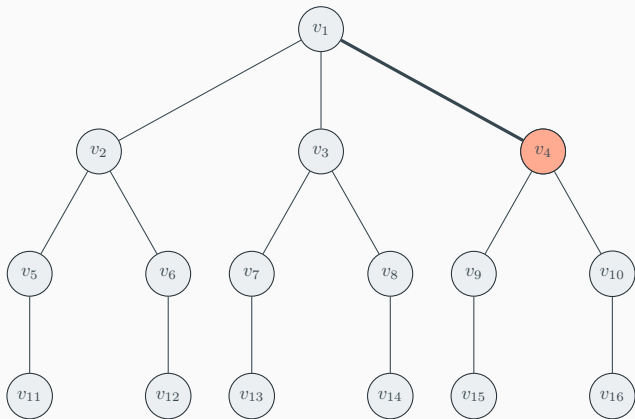 v₁
v₂ v₃ v₄
v₅ v₆ v₇ v₈ v₉ v₁₀
v₁₁ v₁₂ v₁₃ v₁₄ v₁₅ v₁₆